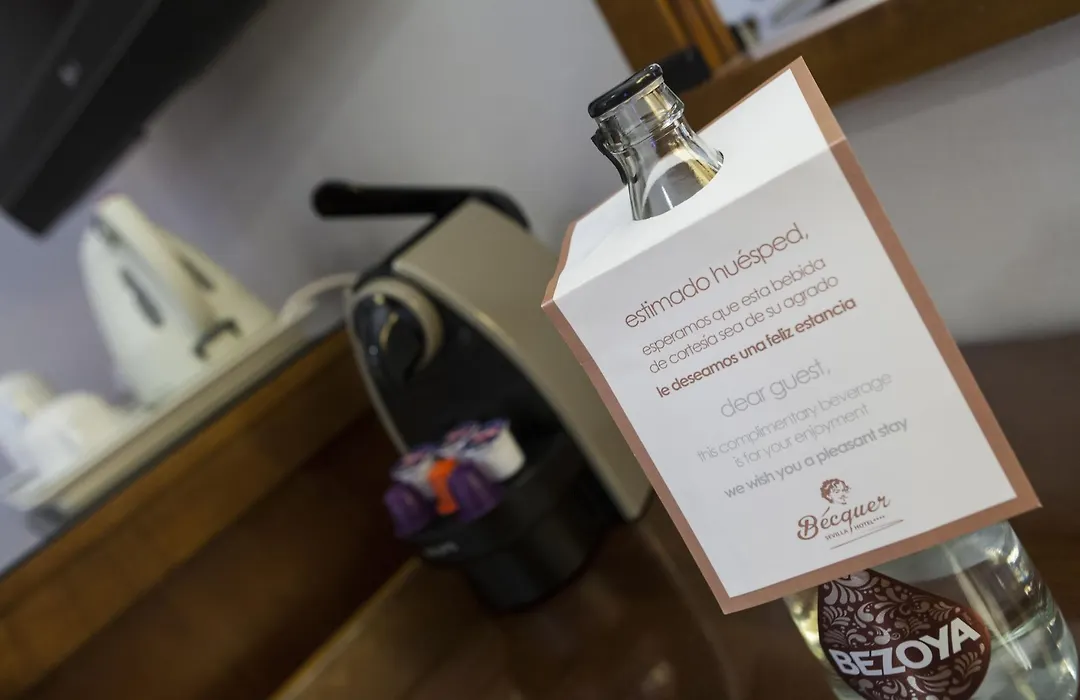 estimado huésped,
esperamos que esta bebida
de cortesía sea de su agrado
le deseamos una feliz estancia
dear guest,
this complimentary beverage
is for your enjoyment
we wish you a pleasant stay
Bécquer
SEVILLA HOTEL****
BEZOYA